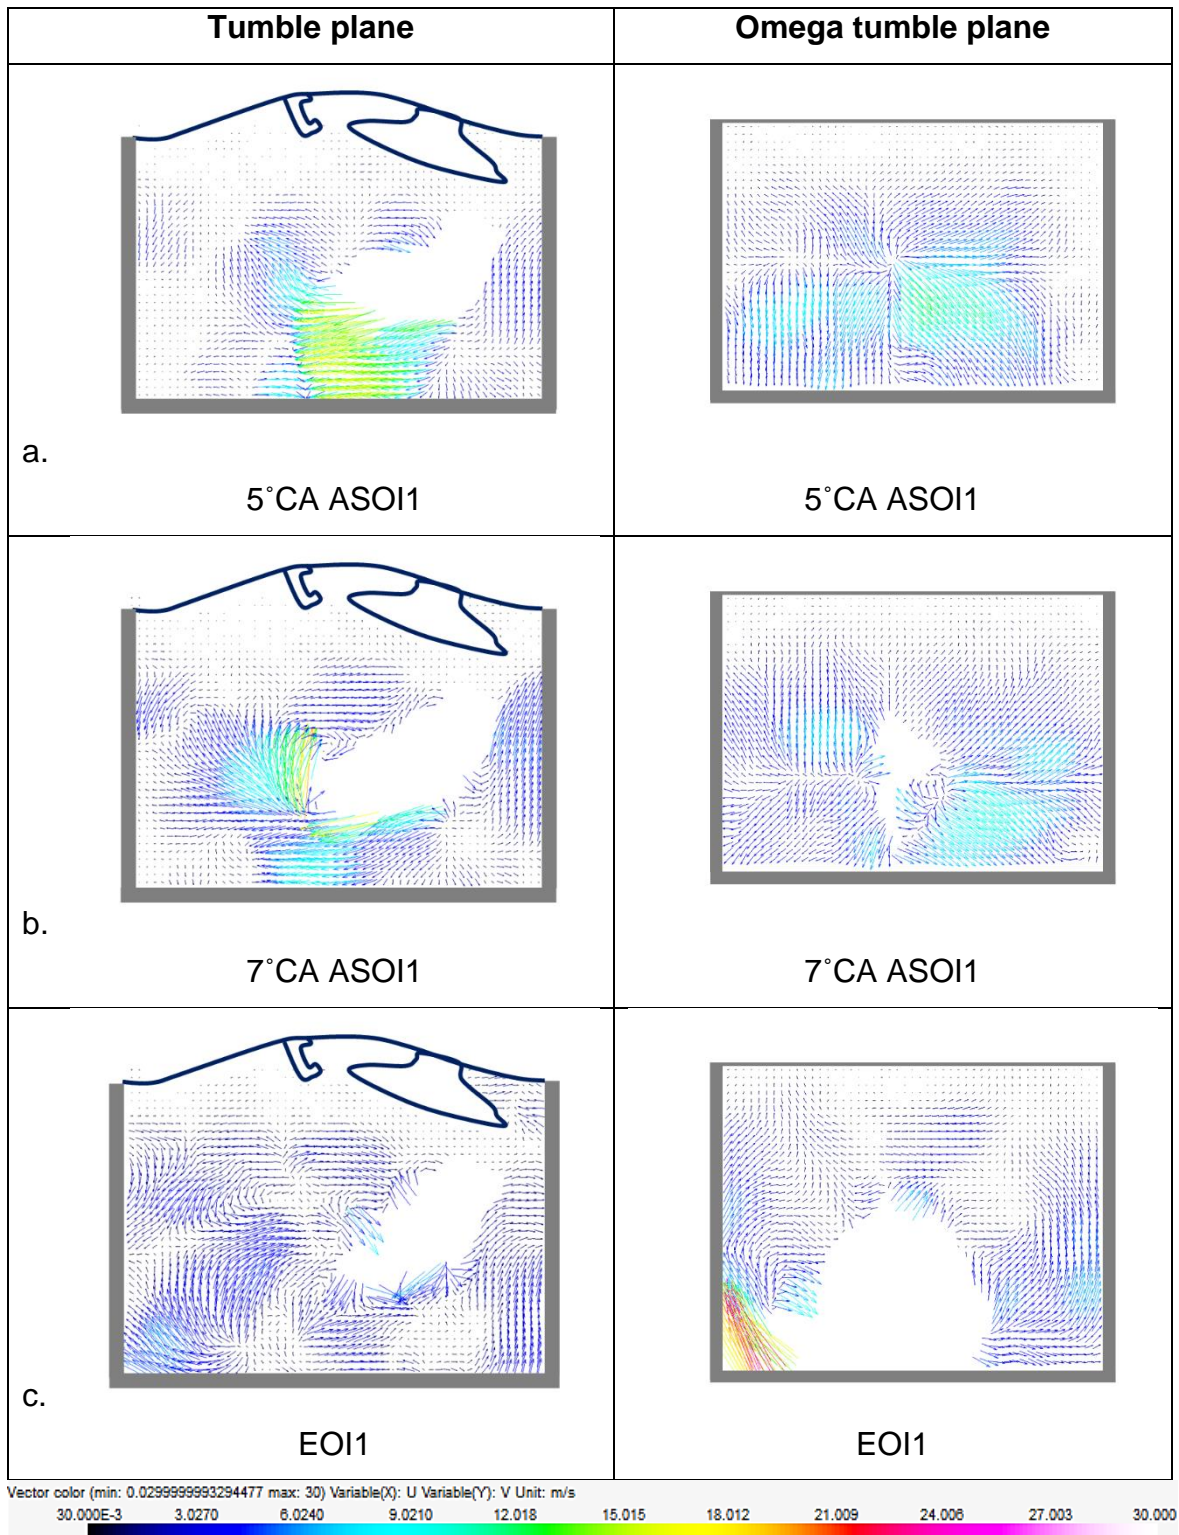 Tumble plane
Omega tumble plane
a.
5˚CA ASOI1
5˚CA ASOI1
b.
7˚CA ASOI1
7˚CA ASOI1
c.
EOI1
EOI1
Vector color (min: 0.0299999993294477 max: 30) Variable(X): U Variable(Y): V Unit: m/s
30.000E-3 3.0270 6.0240 9.0210 12.018 15.015 18.012 21.009 24.006 27.003 30.000